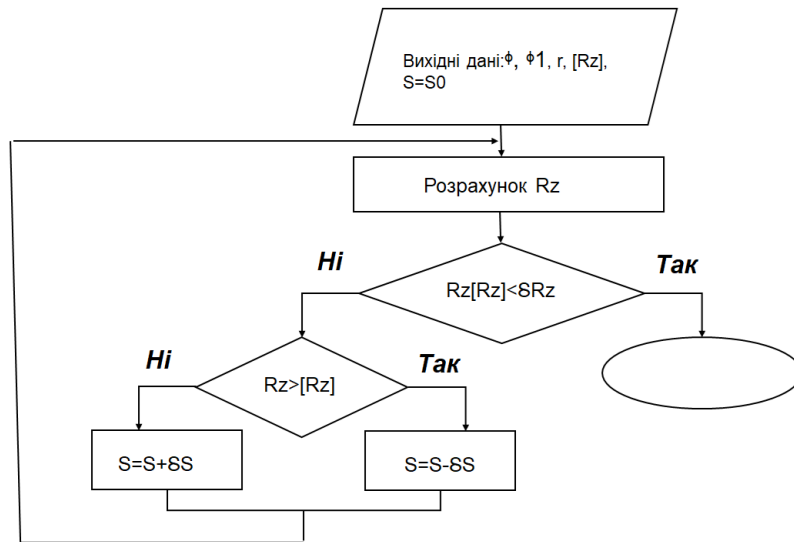 Вихідні дані:ϕ, ϕ1, r, [Rz],
S=S0
Розрахунок Rz
Ні
Так
Rz[Rz]<δRz
Ні
Так
Rz>[Rz]
S=S+δS
S=S-δS